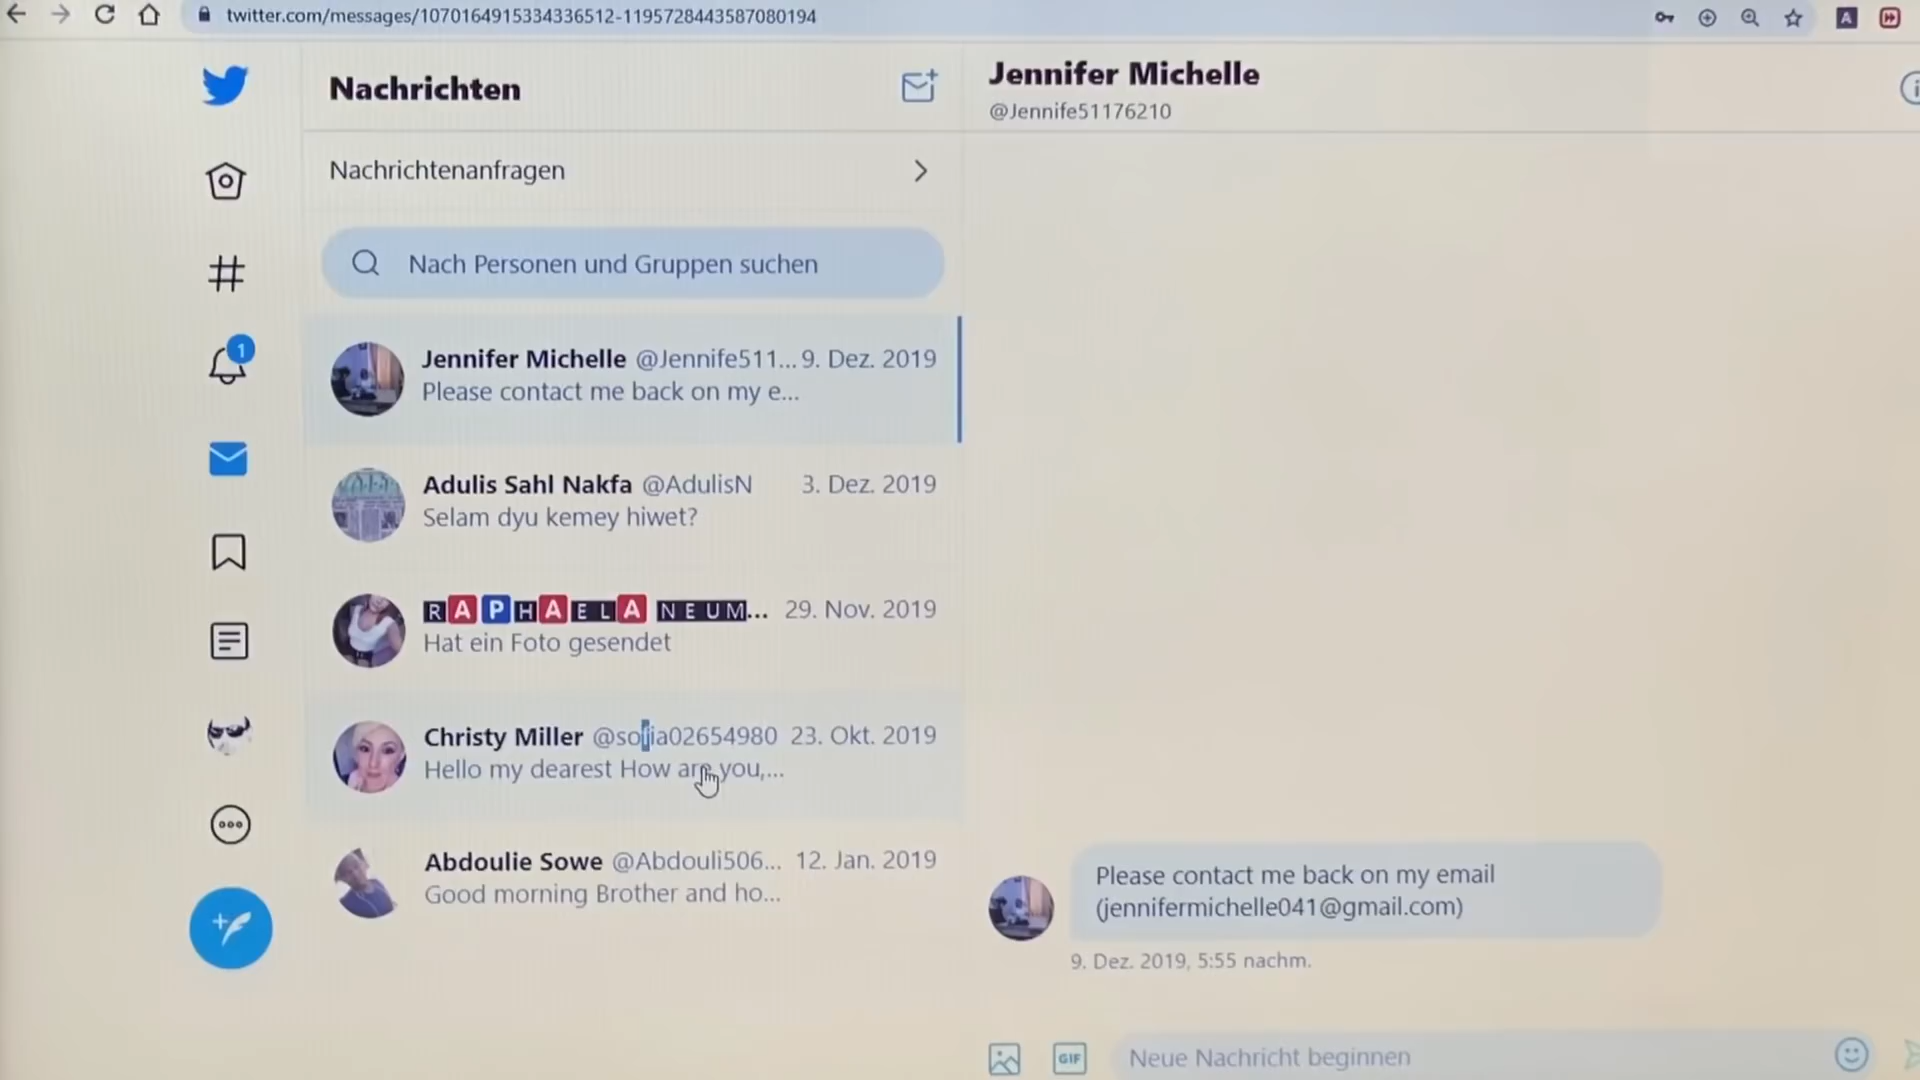 twitter.com/messages/1070164915334336512-1195728443587080194
Nachrichten
Nachrichtenanfragen
Nach Personen und Gruppen suchen
1
Jennifer Michelle @Jennife511... 9. Dez. 2019
Please contact me back on my e...
Adulis Sahl Nakfa @AdulisN 3. Dez. 2019
Selam dyu kemey hiwet?
RAPHAELA NEUM... 29. Nov. 2019
Hat ein Foto gesendet
Christy Miller @sofia02654980 23. Okt. 2019
Hello my dearest How are you,...
Abdoulie Sowe @Abdouli506... 12. Jan. 2019
Good morning Brother and ho...
Jennifer Michelle
@Jennife51176210
Please contact me back on my email
(jennifermichelle041@gmail.com)
9. Dez. 2019, 5:55 nachm.
GIF
Neue Nachricht beginnen